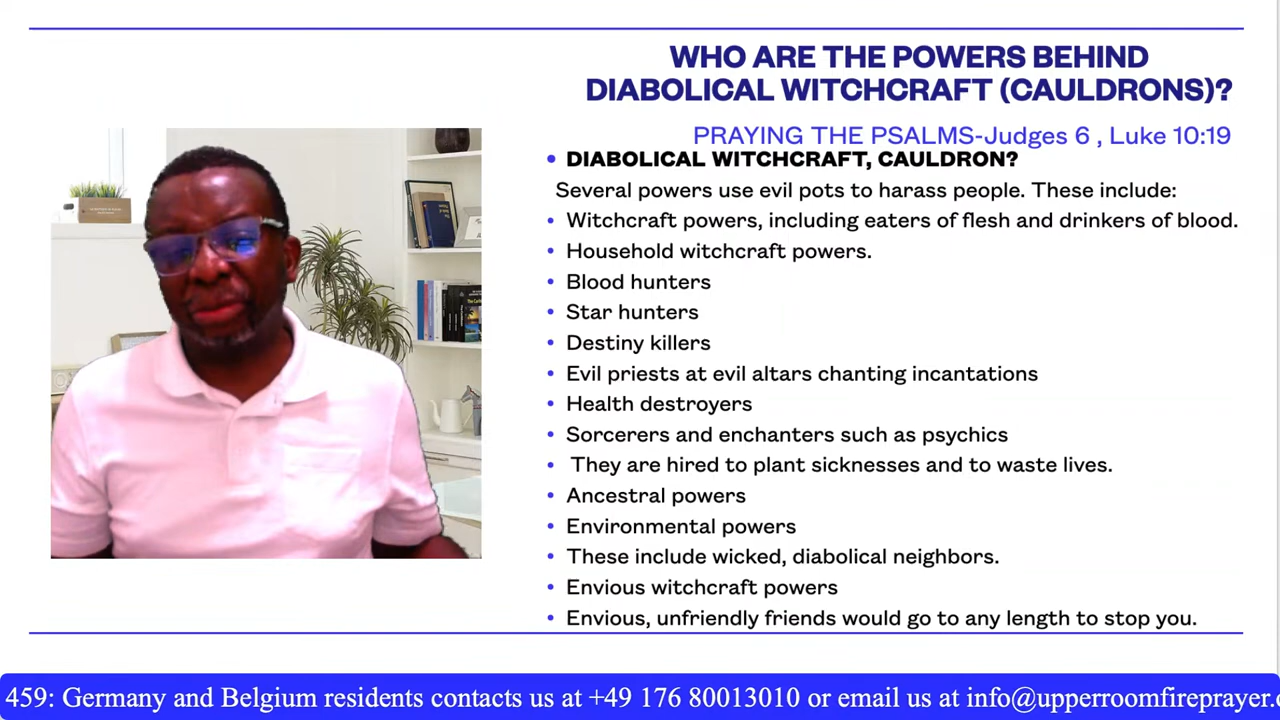 WHO ARE THE POWERS BEHIND
DIABOLICAL WITCHCRAFT (CAULDRONS)?
PRAYING THE PSALMS-Judges 6 , Luke 10:19
• DIABOLICAL WITCHCRAFT, CAULDRON?
Several powers use evil pots to harass people. These include:
• Witchcraft powers, including eaters of flesh and drinkers of blood.
• Household witchcraft powers.
• Blood hunters
• Star hunters
• Destiny killers
• Evil priests at evil altars chanting incantations
• Health destroyers
• Sorcerers and enchanters such as psychics
• They are hired to plant sicknesses and to waste lives.
• Ancestral powers
• Environmental powers
• These include wicked, diabolical neighbors.
• Envious witchcraft powers
• Envious, unfriendly friends would go to any length to stop you.
459: Germany and Belgium residents contacts us at +49 176 80013010 or email us at info@upperroomfireprayer.